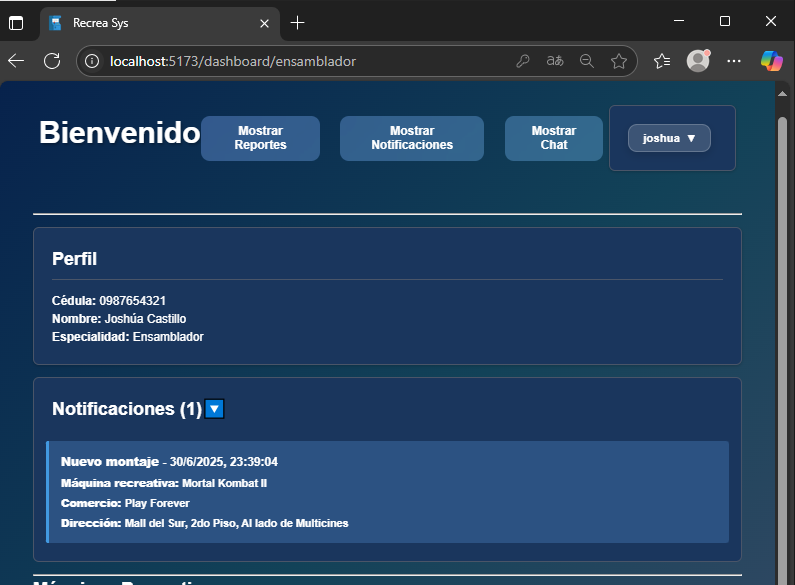 Recrea Sys
localhost:5173/dashboard/ensamblador
Bienvenido
Mostrar
Reportes
Mostrar
Notificaciones
Mostrar
Chat
joshua ▼
Perfil
Cédula: 0987654321
Nombre: Joshúa Castillo
Especialidad: Ensamblador
Notificaciones (1)
Nuevo montaje - 30/6/2025, 23:39:04
Máquina recreativa: Mortal Kombat II
Comercio: Play Forever
Dirección: Mall del Sur, 2do Piso, Al lado de Multicines